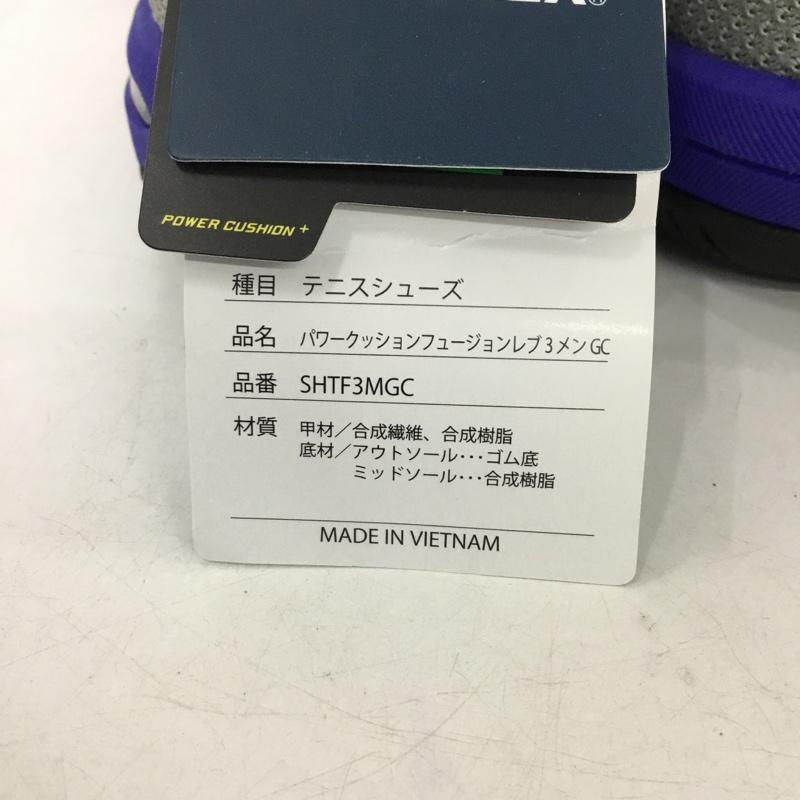 POWER CUSHION +
種目 テニスシューズ
品名 パワークッションフュージョンレブ3メンGC
品番 SHTF3MGC
材質 甲材／合成繊維、合成樹脂
底材／アウトソール･･･ゴム底
ミッドソール･･･合成樹脂
MADE IN VIETNAM